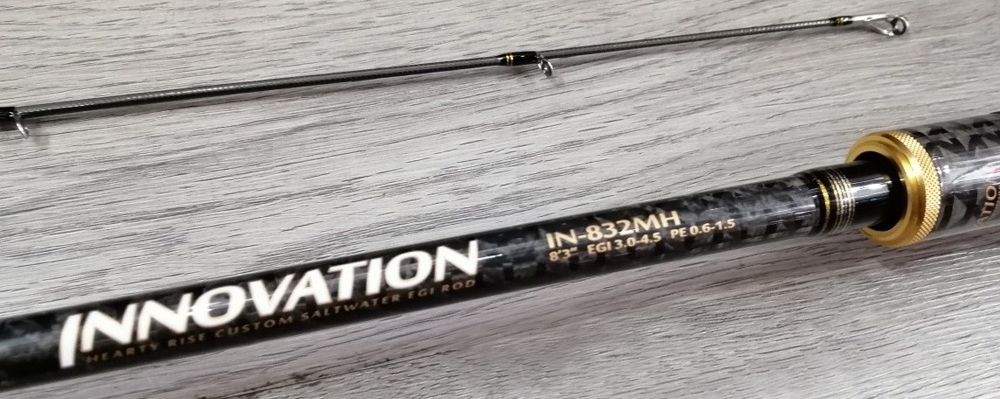 INNOVATION
HEARTY RISE CUSTOM SALTWATER EGI ROD
IN-832MH
8'3" EGI 3.0-4.5 PE 0.6-1.5